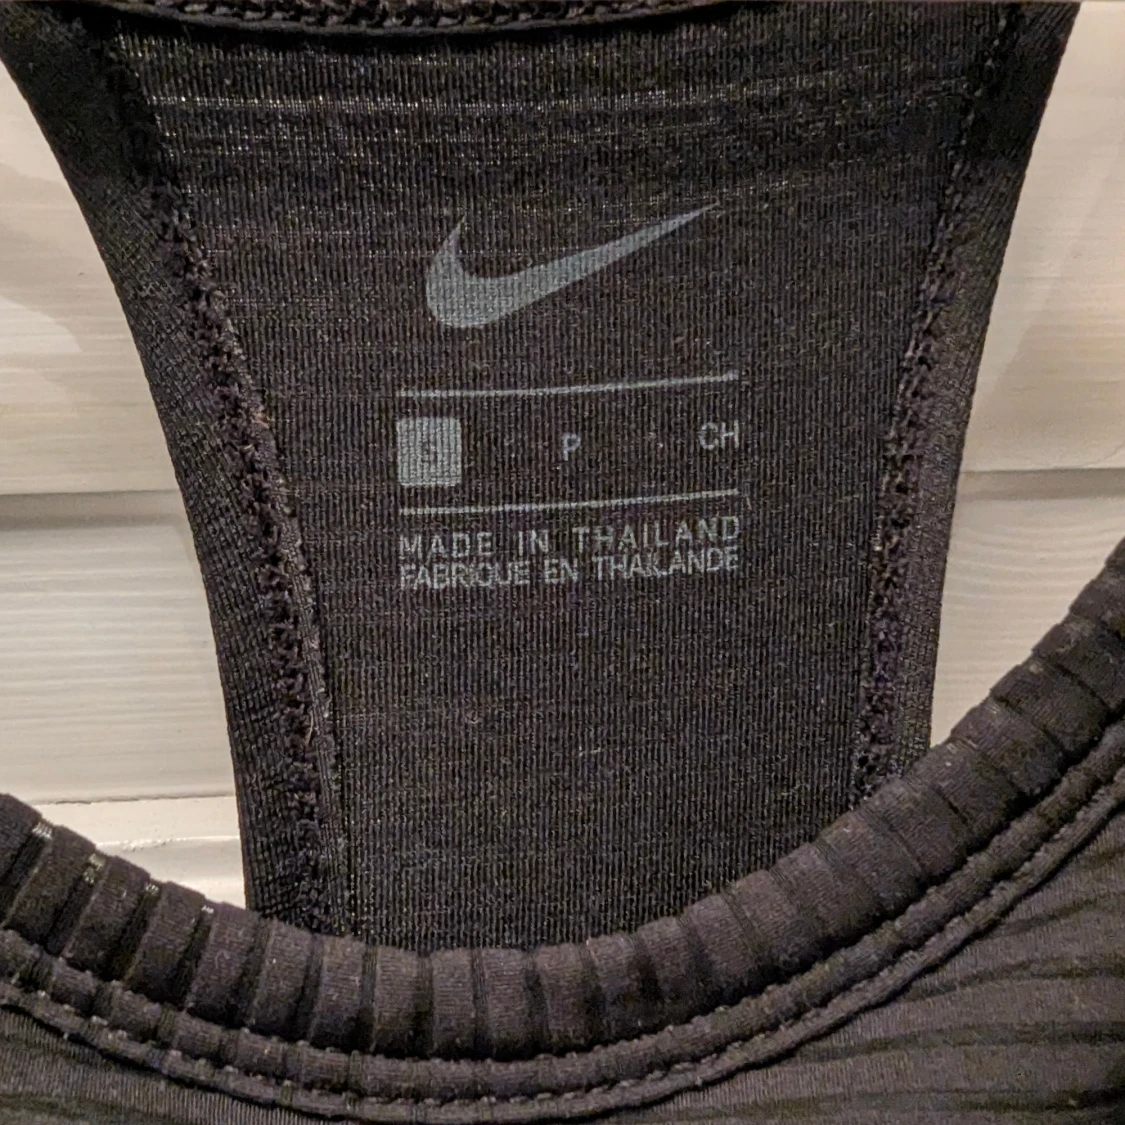 S P CH
MADE IN THAILAND
FABRIQUE EN THAILANDE